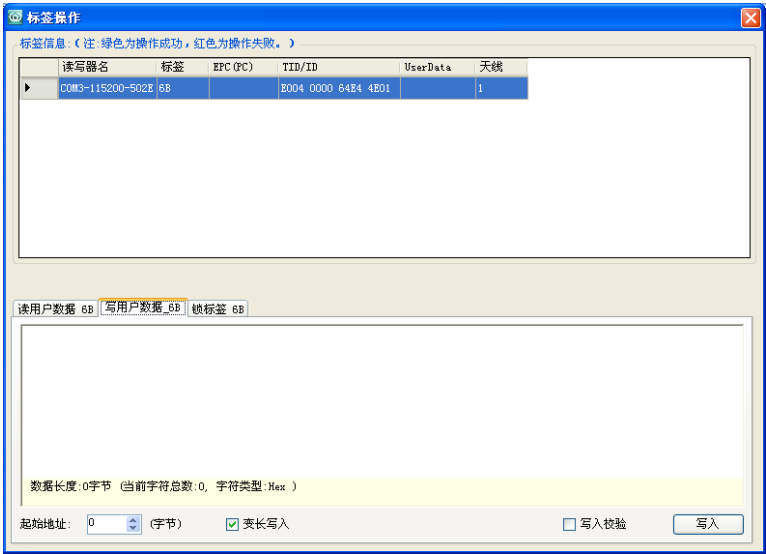 标签操作
标签信息:(注:绿色为操作成功,红色为操作失败。)
读写器名 标签 EPC(PC) TID/ID UserData 天线
COM3-115200-502E 6B E004 0000 64E4 4E01 1
读用户数据 6B 写用户数据_6B 锁标签 6B
数据长度:0字节 (当前字符总数:0, 字符类型:Hex )
起始地址: 0 (字节) 变长写入 写入校验 写入